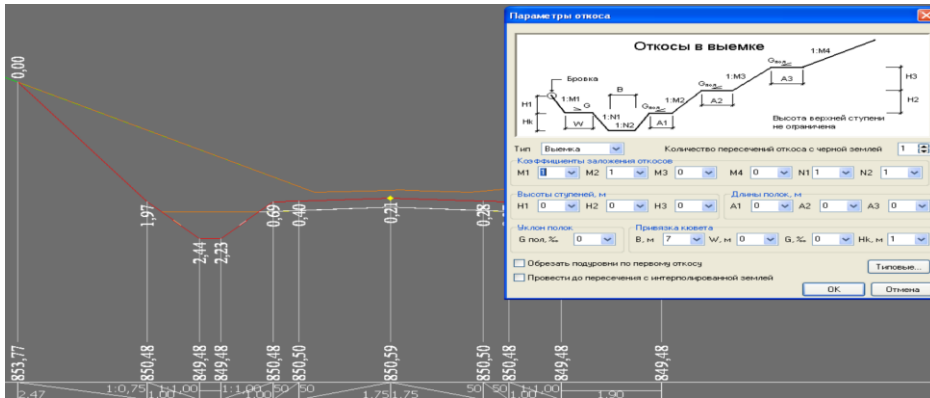 Параметры откоса
Откосы в выемке
1:M4
Gпол
A3
H3
1:M3
Бровка
B
Gпол
A2
H2
H1
1:M1
G
Gпол
1:M2
W
1:N1
A1
Hk
1:N2
Высота верхней ступени
не ограничена
Тип Выемка Количество пересечений откоса с черной землей 1
Коэффициенты заложения откосов
M1 1 M2 1 M3 0 M4 0 N1 1 N2 1
Высоты ступеней, м Длины полок, м
H1 0 H2 0 H3 0 A1 0 A2 0 A3 0
Уклон полок Привязка кювета
G пол,‰ 0 B, м 7 W, м 0 G,‰ 0 Hk, м 1
Обрезать подуровни по первому откосу
Типовые...
Провести до пересечения с интерполированной землей
OK Отмена
0,00
1,97
2,44
2,23
0,69
0,40
0,21
0,28
853,77
850,48
849,48
849,48
850,48
850,50
850,59
850,50
850,48
849,48
849,48
1:0,75 1:1,00 1:1,00 50 50 50 50 1:1,00
2.47 1.00 1.00 1.75 1.75 1.00 1.90